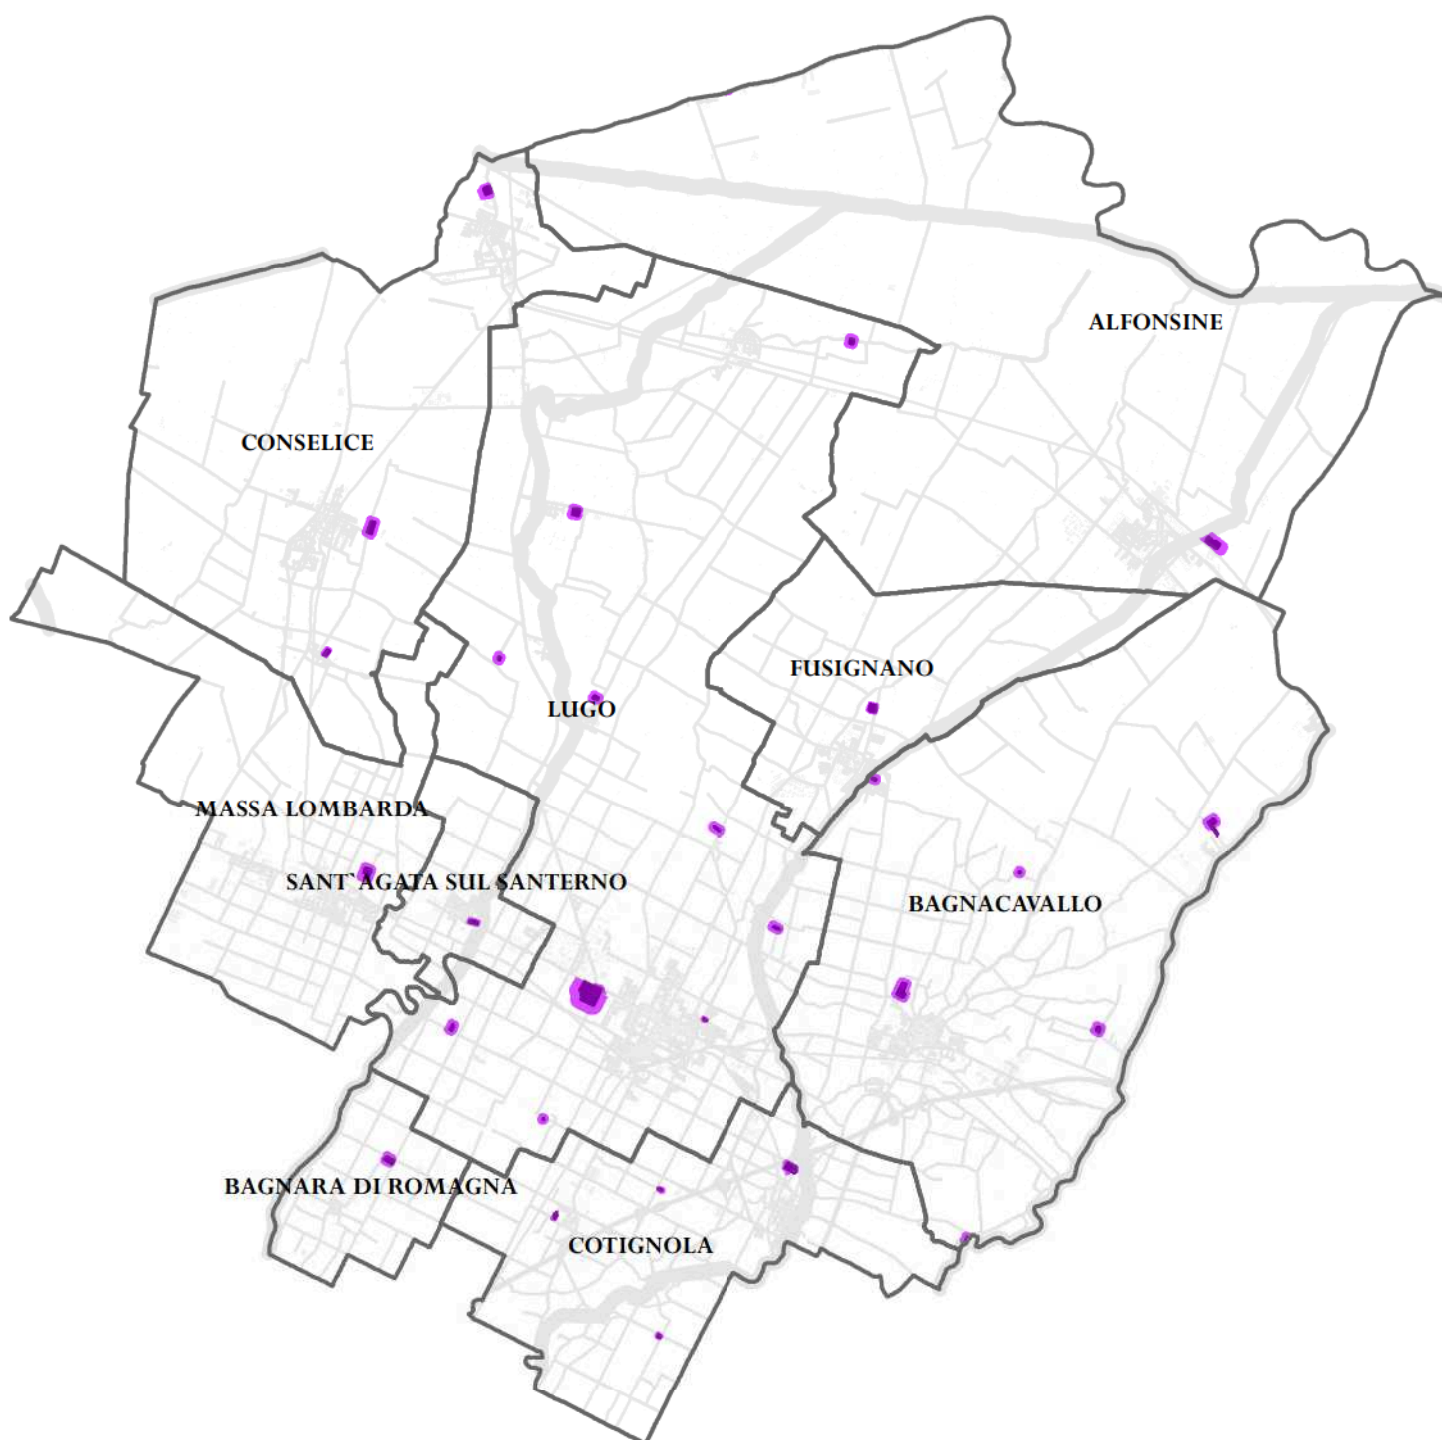 ALFONSINE
CONSELICE
FUSIGNANO
LUGO
MASSA LOMBARDA
SANT`AGATA SUL SANTERNO
BAGNACAVALLO
BAGNARA DI ROMAGNA
COTIGNOLA